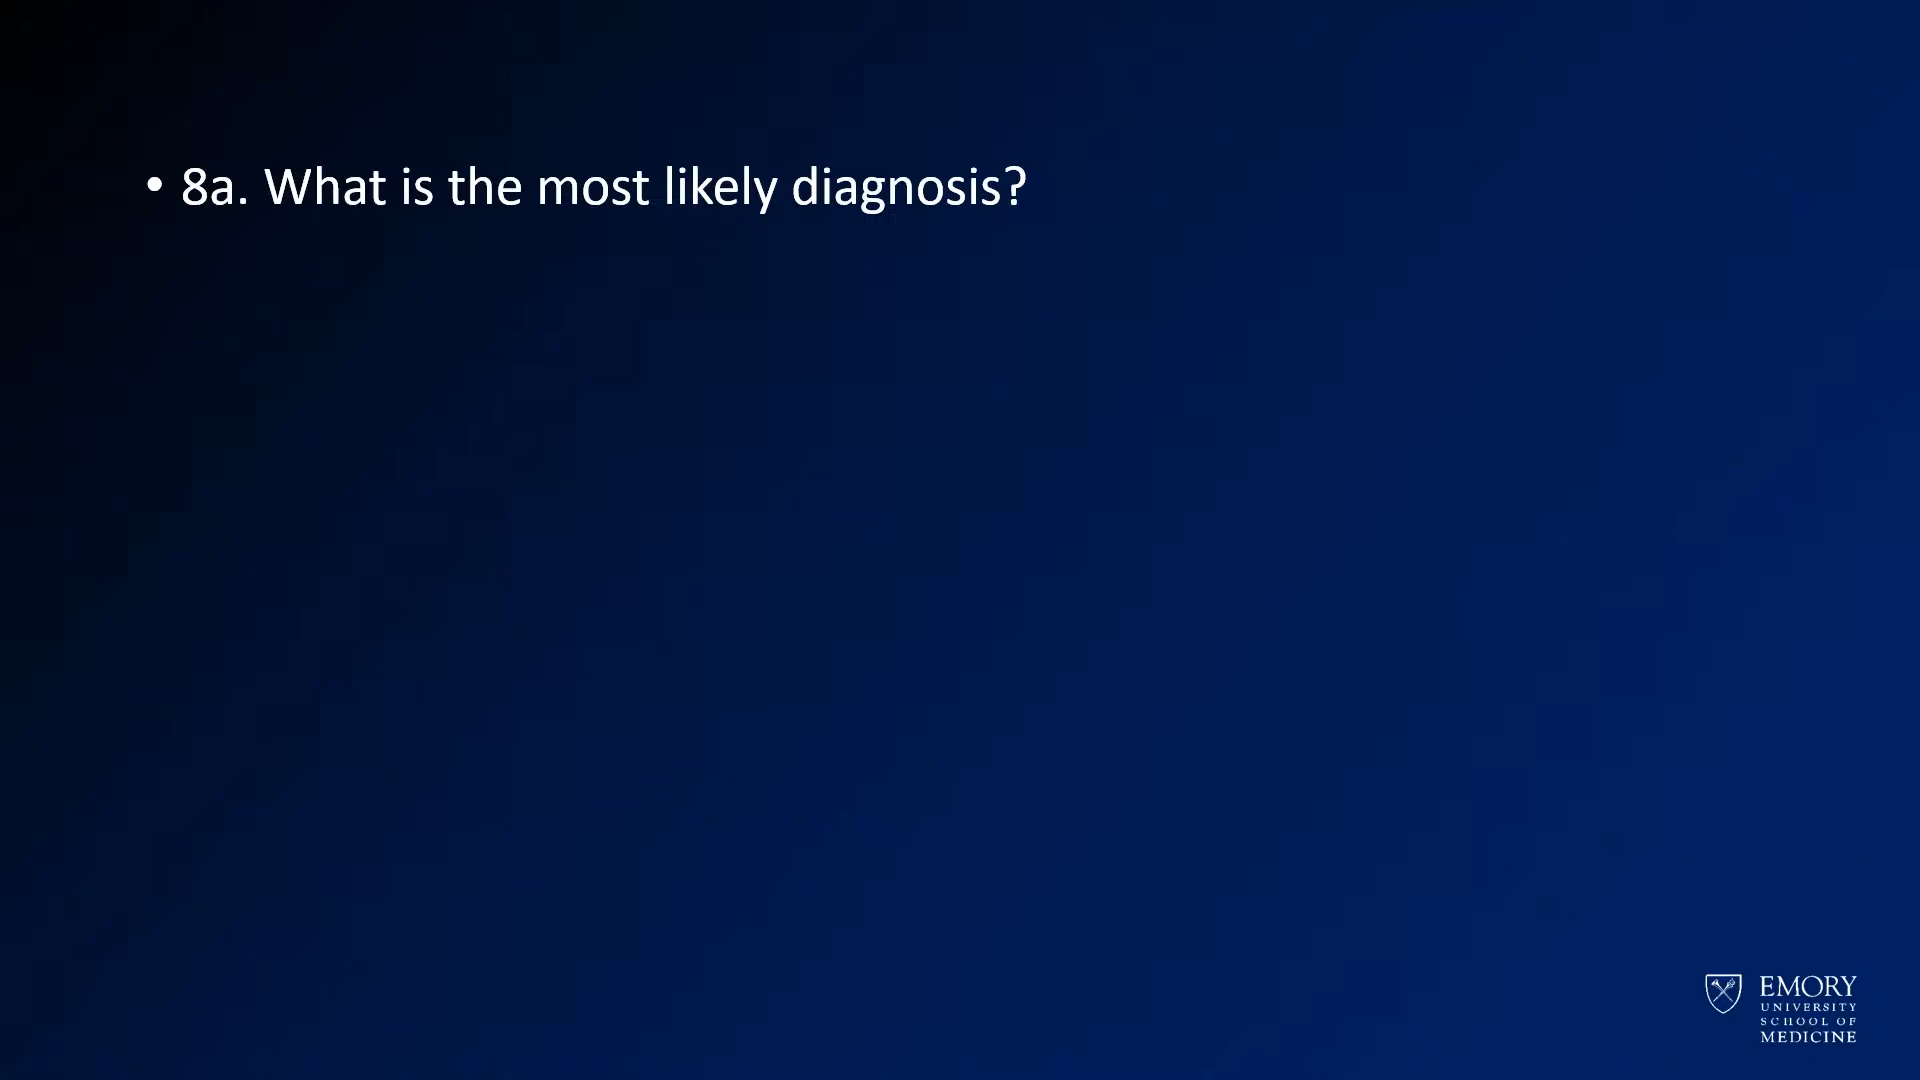 • 8a. What is the most likely diagnosis?
EMORY
UNIVERSITY
SCHOOL OF
MEDICINE